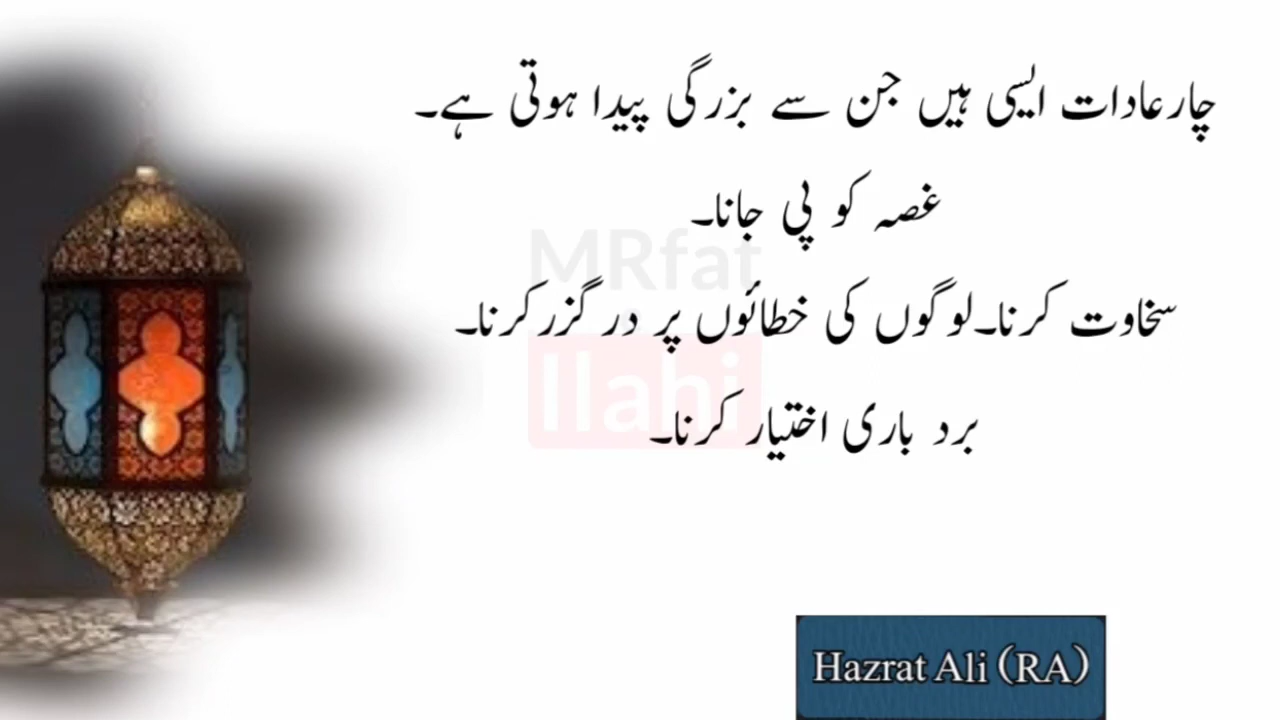 چار عادات ایسی ہیں جن سے بزرگی پیدا ہوتی ہے۔
غصہ کو پی جانا۔
سخاوت کرنا۔لوگوں کی خطائوں پر در گزر کرنا۔
برد باری اختیار کرنا۔
MRfat
Ilahi
Hazrat Ali (RA)